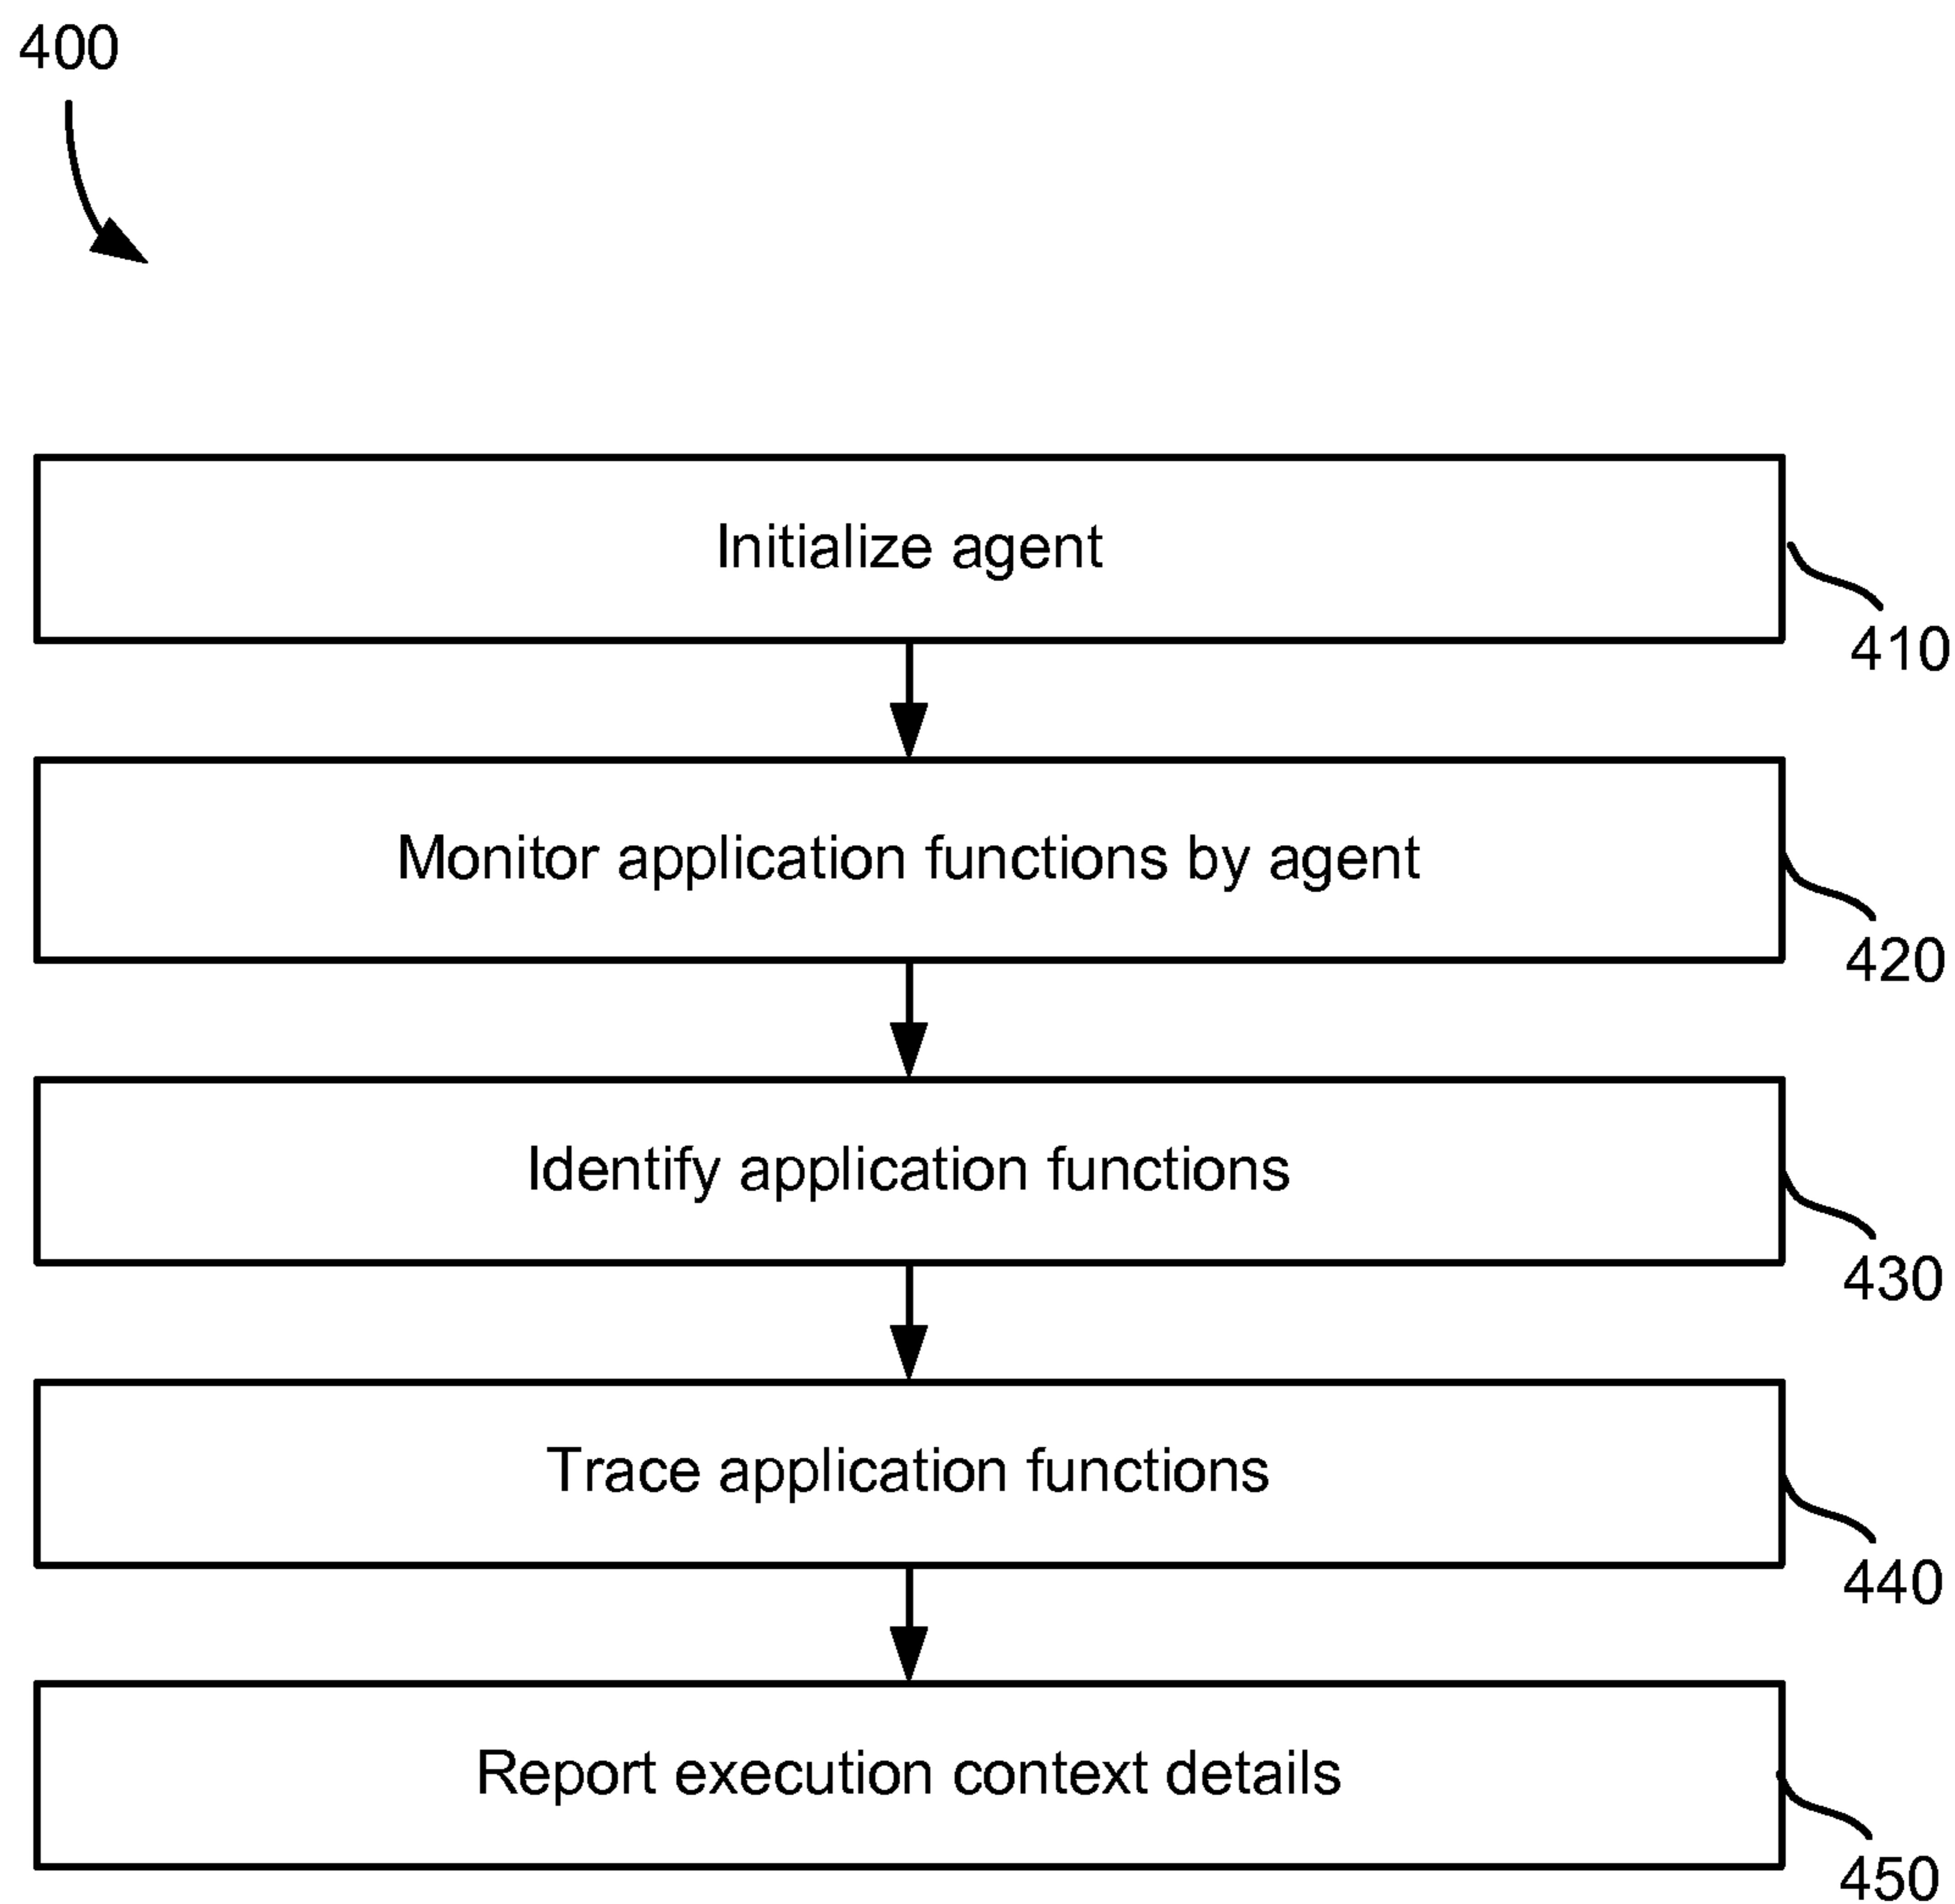 400
Initialize agent
410
Monitor application functions by agent
420
Identify application functions
430
Trace application functions
440
Report execution context details
450